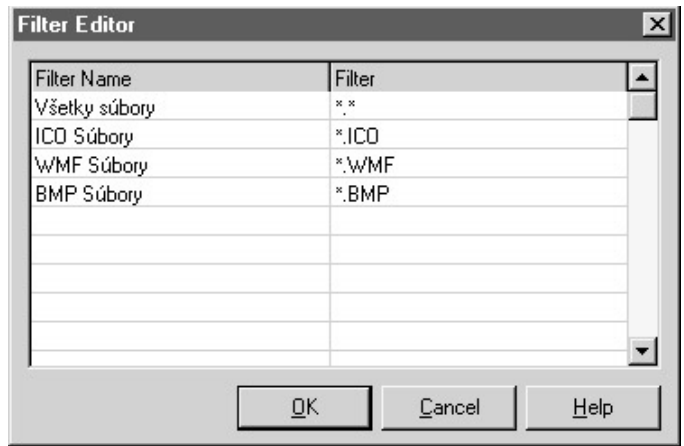 Filter Editor
Filter Name Filter
Všetky súbory *.*
ICO Súbory *.ICO
WMF Súbory *.WMF
BMP Súbory *.BMP
OK Cancel Help